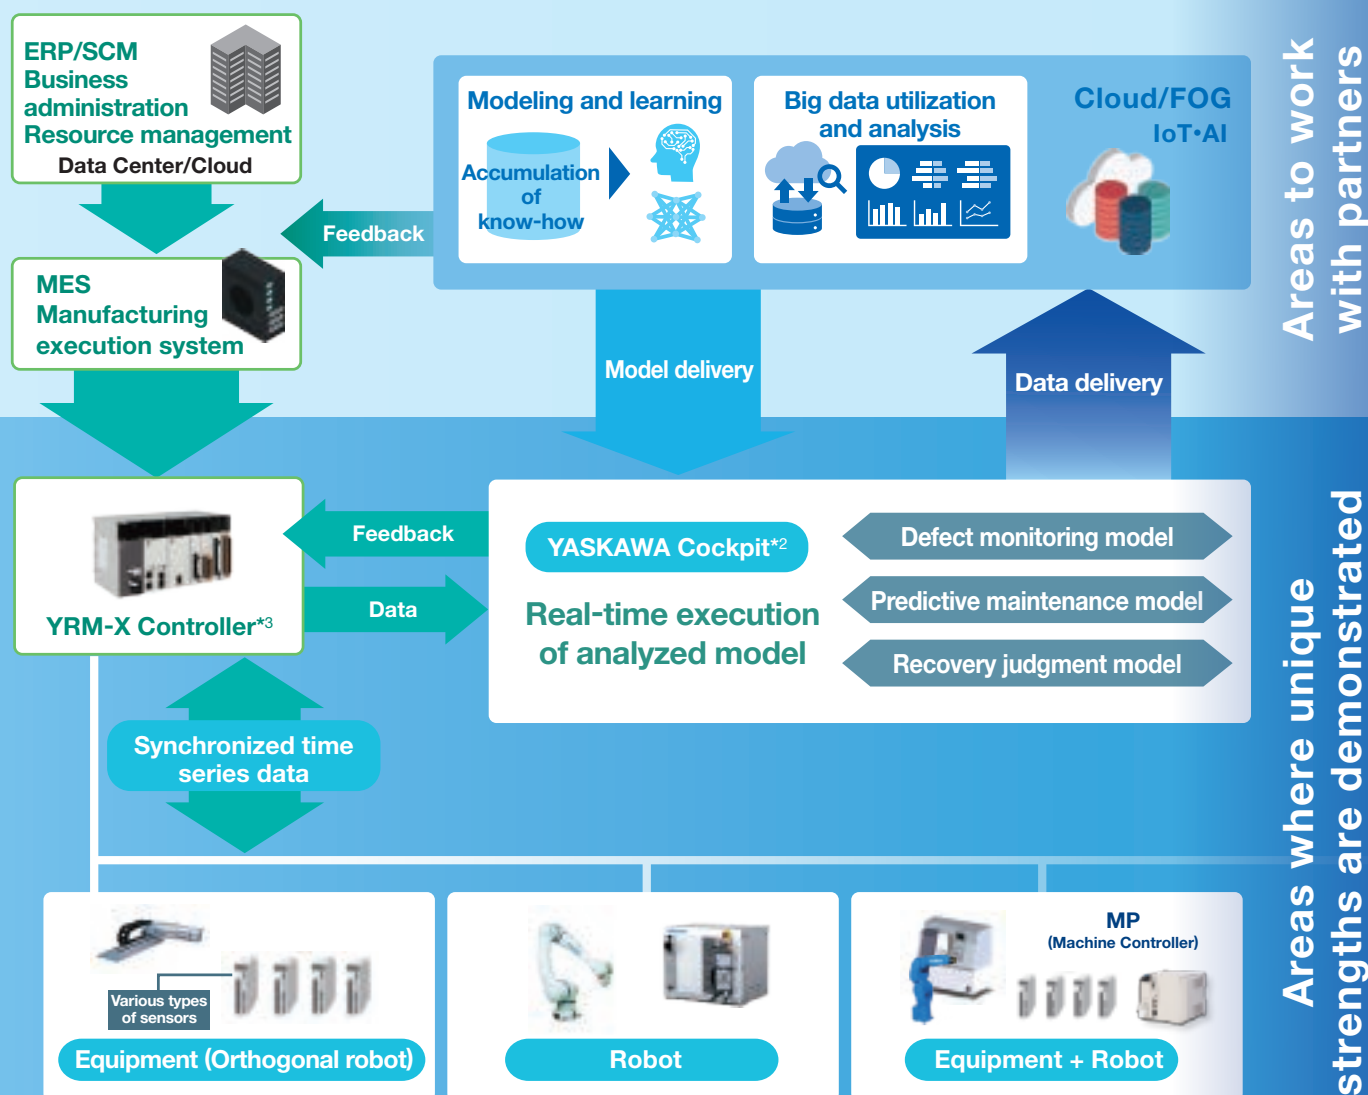 ERP/SCM
Business
administration
Resource management
Data Center/Cloud
Modeling and learning
Accumulation
of
know-how
Big data utilization
and analysis
Cloud/FOG
IoT•AI
Areas to work
with partners
Feedback
MES
Manufacturing
execution system
Model delivery
Data delivery
YRM-X Controller*3
Feedback
Data
YASKAWA Cockpit*2
Real-time execution
of analyzed model
Defect monitoring model
Predictive maintenance model
Recovery judgment model
Areas where unique
strengths are demonstrated
Synchronized time
series data
Various types
of sensors
Equipment (Orthogonal robot)
Robot
MP
(Machine Controller)
Equipment + Robot